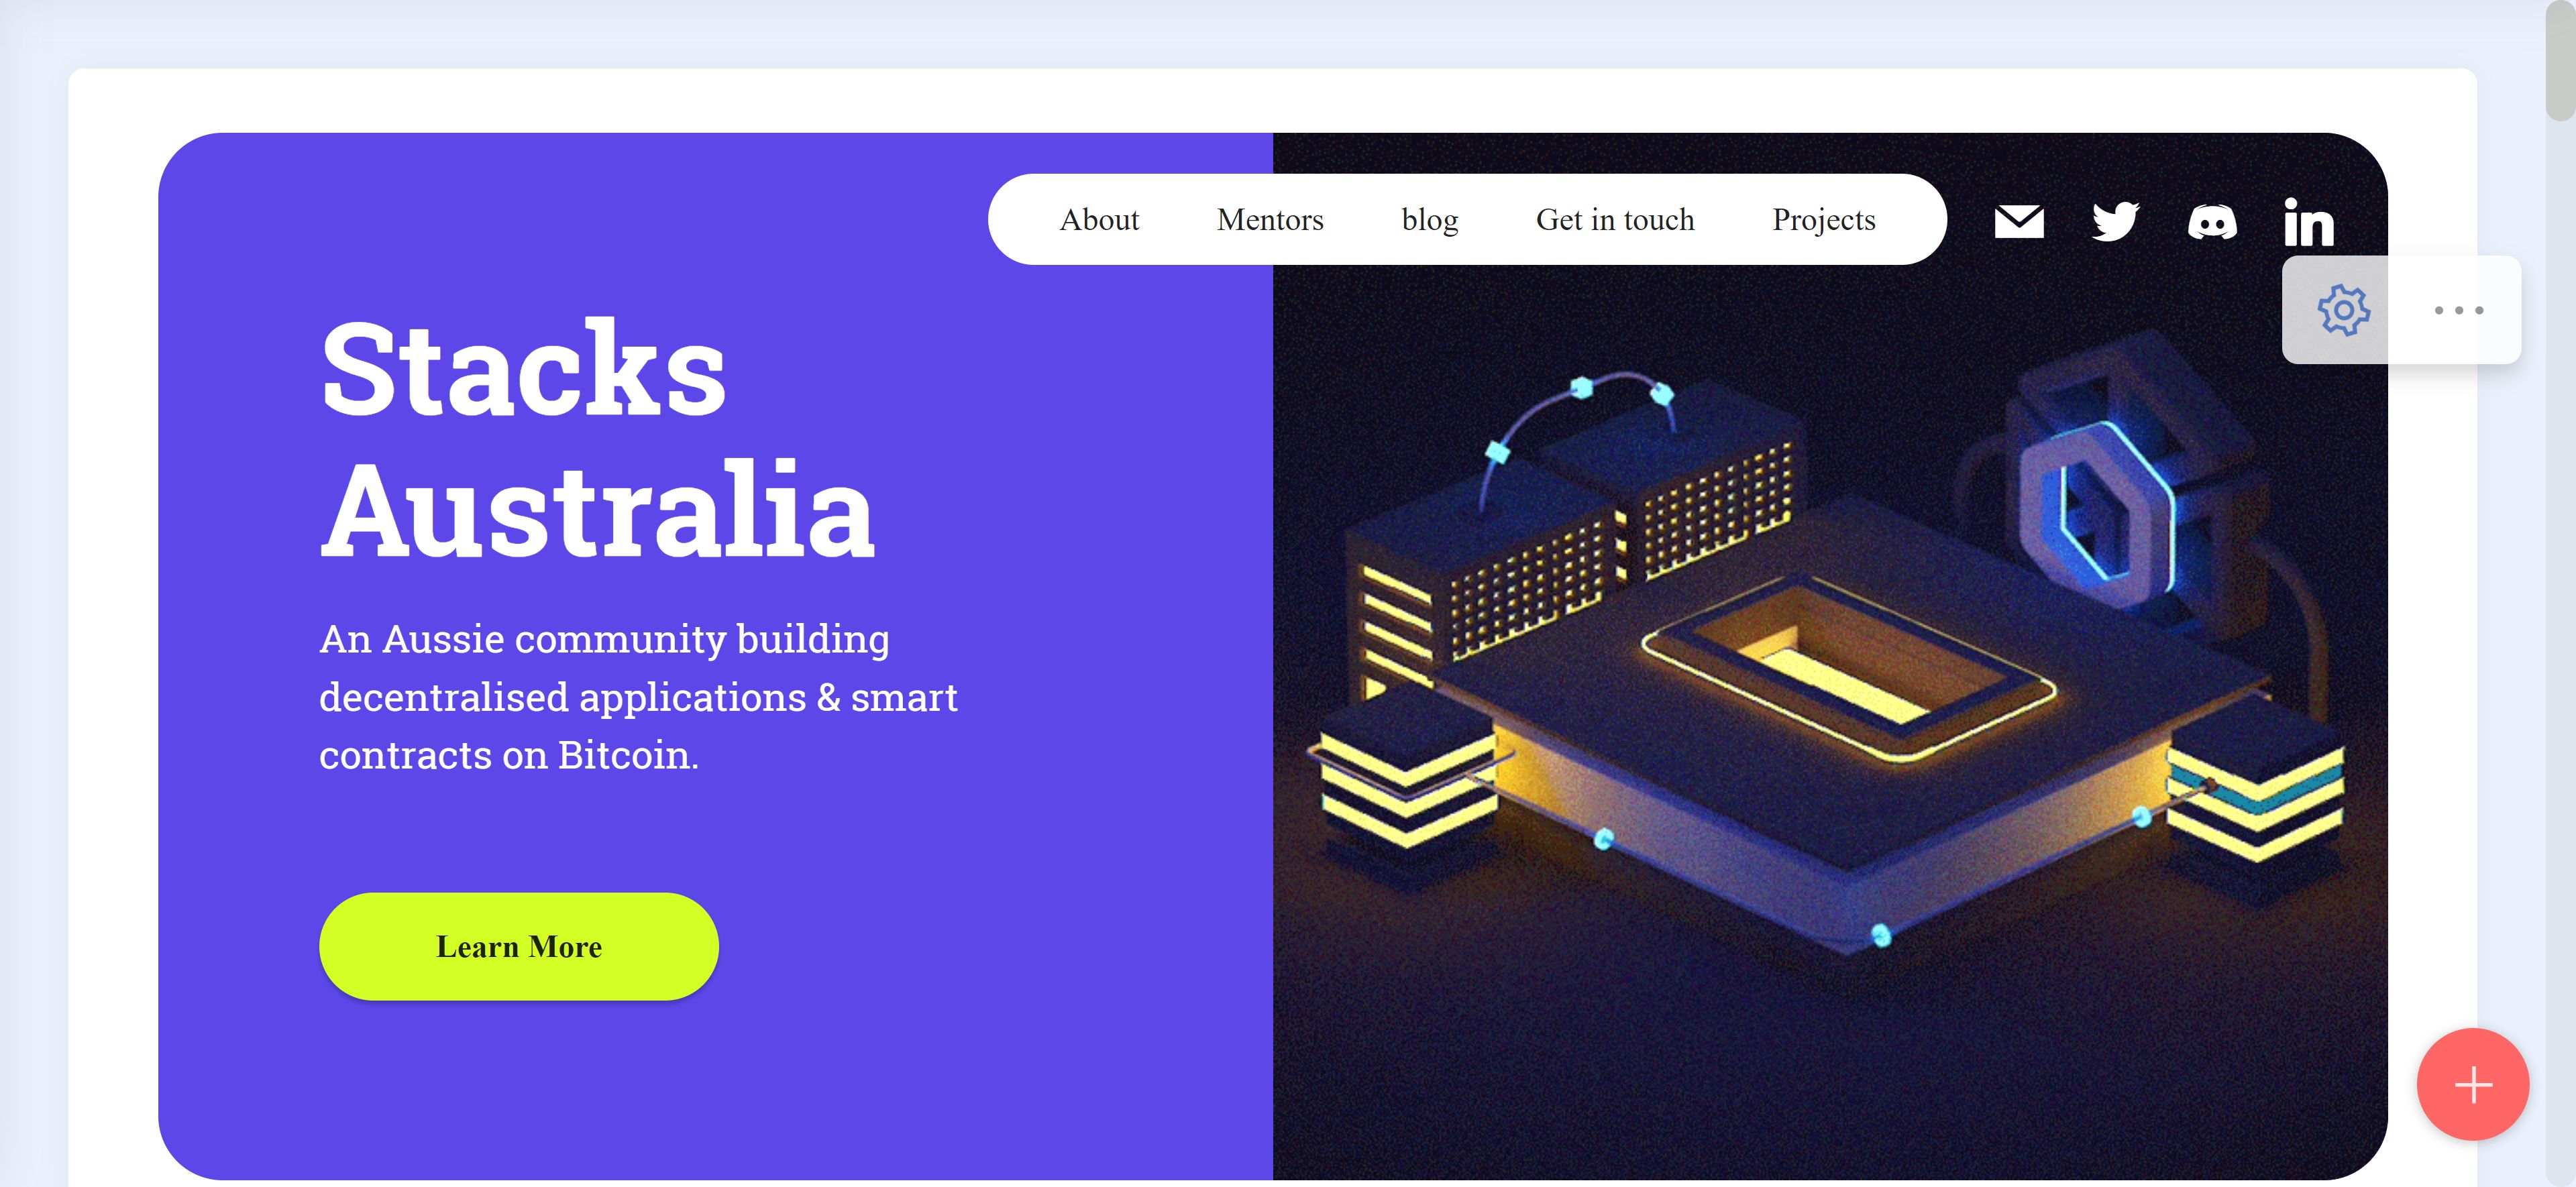 About Mentors blog Get in touch Projects
Stacks
Australia
An Aussie community building
decentralised applications & smart
contracts on Bitcoin.
Learn More